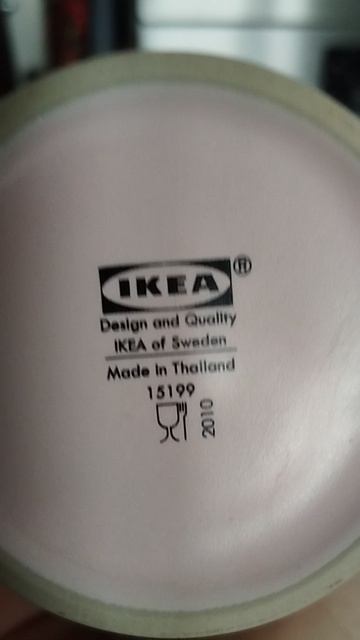 IKEA®
Design and Quality
IKEA of Sweden
Made in Thailand
15199
2010